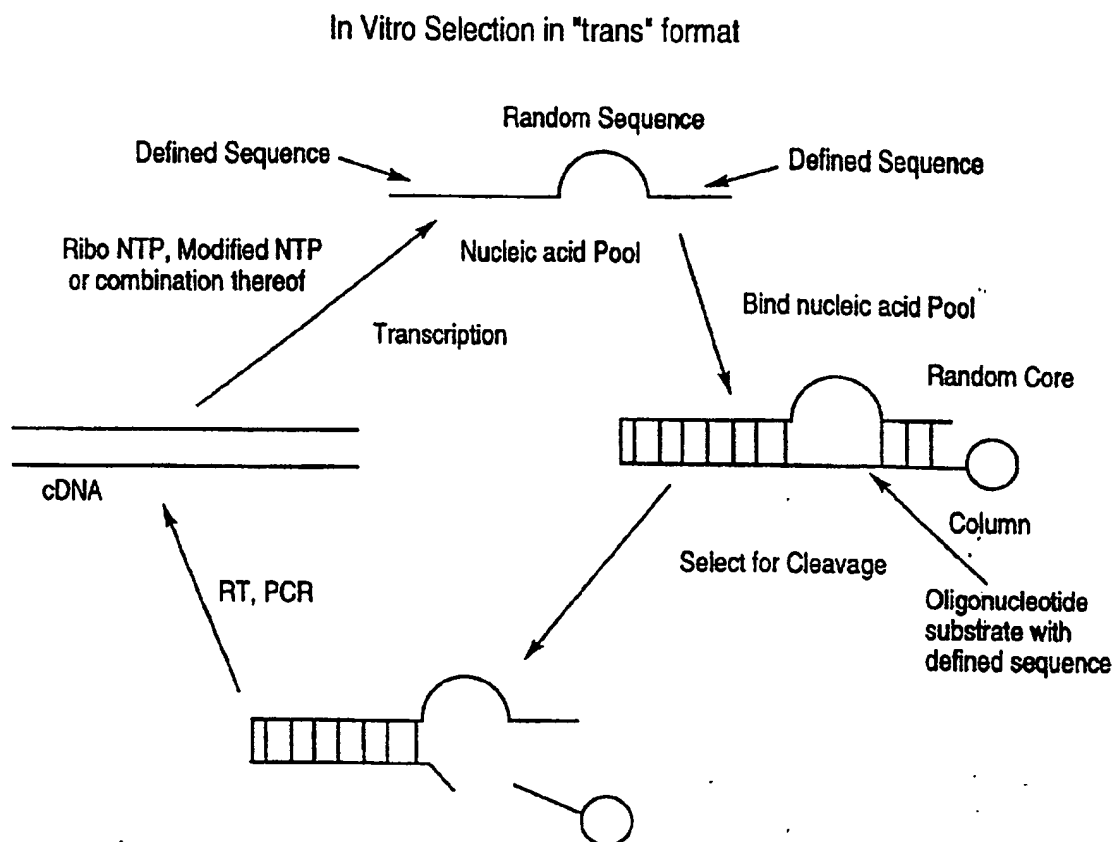 In Vitro Selection in "trans" format
Random Sequence
Defined Sequence
Defined Sequence
Ribo NTP, Modified NTP
or combination thereof
Nucleic acid Pool
Transcription
Bind nucleic acid Pool
Random Core
cDNA
Column
Select for Cleavage
RT, PCR
Oligonucleotide
substrate with
defined sequence